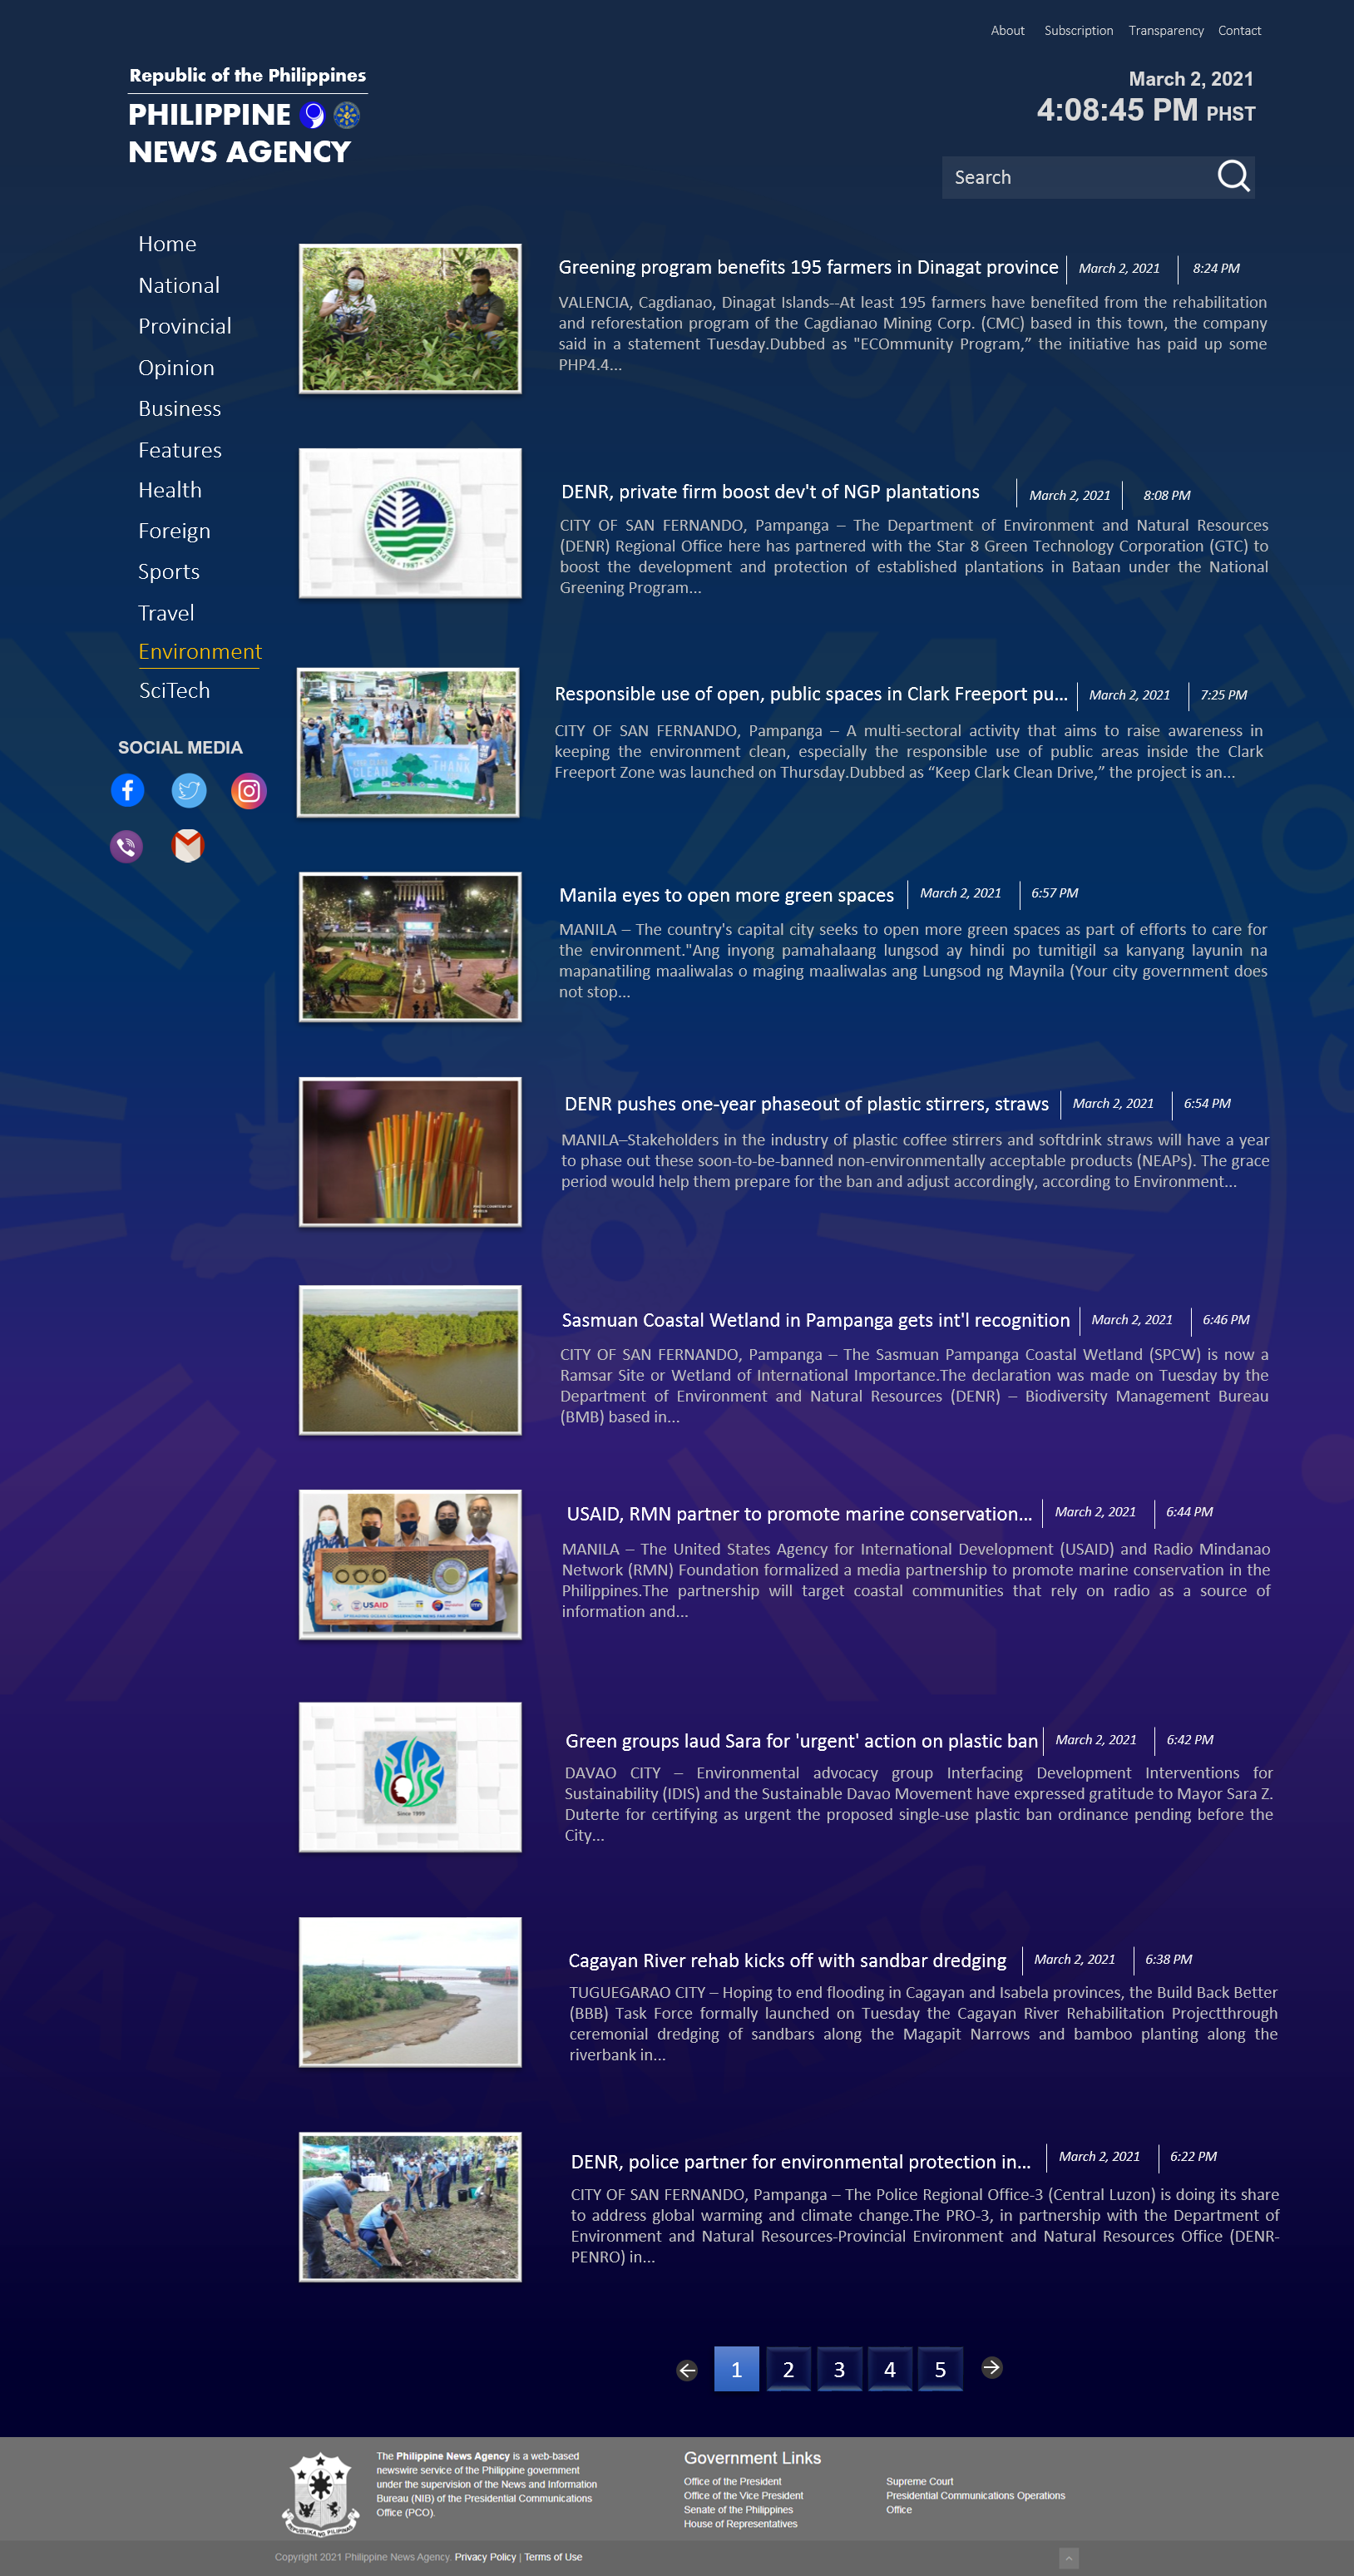 About Subscription Transparency Contact
Republic of the Philippines
PHILIPPINE
NEWS AGENCY
March 2, 2021
4:08:45 PM PHST
Search
Home
National
Provincial
Opinion
Business
Features
Health
Foreign
Sports
Travel
Environment
SciTech
SOCIAL MEDIA
Greening program benefits 195 farmers in Dinagat province March 2, 2021 8:24 PM
VALENCIA, Cagdianao, Dinagat Islands--At least 195 farmers have benefited from the rehabilitation
and reforestation program of the Cagdianao Mining Corp. (CMC) based in this town, the company
said in a statement Tuesday.Dubbed as "ECOmmunity Program,” the initiative has paid up some
PHP4.4...
DENR, private firm boost dev't of NGP plantations March 2, 2021 8:08 PM
CITY OF SAN FERNANDO, Pampanga – The Department of Environment and Natural Resources
(DENR) Regional Office here has partnered with the Star 8 Green Technology Corporation (GTC) to
boost the development and protection of established plantations in Bataan under the National
Greening Program...
Responsible use of open, public spaces in Clark Freeport pu... March 2, 2021 7:25 PM
CITY OF SAN FERNANDO, Pampanga – A multi-sectoral activity that aims to raise awareness in
keeping the environment clean, especially the responsible use of public areas inside the Clark
Freeport Zone was launched on Thursday.Dubbed as “Keep Clark Clean Drive,” the project is an...
CLEAN THANK
Manila eyes to open more green spaces March 2, 2021 6:57 PM
MANILA – The country's capital city seeks to open more green spaces as part of efforts to care for
the environment."Ang inyong pamahalaang lungsod ay hindi po tumitigil sa kanyang layunin na
mapanatiling maaliwalas o maging maaliwalas ang Lungsod ng Maynila (Your city government does
not stop...
DENR pushes one-year phaseout of plastic stirrers, straws March 2, 2021 6:54 PM
MANILA–Stakeholders in the industry of plastic coffee stirrers and softdrink straws will have a year
to phase out these soon-to-be-banned non-environmentally acceptable products (NEAPs). The grace
period would help them prepare for the ban and adjust accordingly, according to Environment...
Sasmuan Coastal Wetland in Pampanga gets int'l recognition March 2, 2021 6:46 PM
CITY OF SAN FERNANDO, Pampanga – The Sasmuan Pampanga Coastal Wetland (SPCW) is now a
Ramsar Site or Wetland of International Importance.The declaration was made on Tuesday by the
Department of Environment and Natural Resources (DENR) – Biodiversity Management Bureau
(BMB) based in...
USAID, RMN partner to promote marine conservation... March 2, 2021 6:44 PM
MANILA – The United States Agency for International Development (USAID) and Radio Mindanao
Network (RMN) Foundation formalized a media partnership to promote marine conservation in the
Philippines.The partnership will target coastal communities that rely on radio as a source of
information and...
USAID
Green groups laud Sara for 'urgent' action on plastic ban March 2, 2021 6:42 PM
DAVAO CITY – Environmental advocacy group Interfacing Development Interventions for
Sustainability (IDIS) and the Sustainable Davao Movement have expressed gratitude to Mayor Sara Z.
Duterte for certifying as urgent the proposed single-use plastic ban ordinance pending before the
City...
Since 1999
Cagayan River rehab kicks off with sandbar dredging March 2, 2021 6:38 PM
TUGUEGARAO CITY – Hoping to end flooding in Cagayan and Isabela provinces, the Build Back Better
(BBB) Task Force formally launched on Tuesday the Cagayan River Rehabilitation Projectthrough
ceremonial dredging of sandbars along the Magapit Narrows and bamboo planting along the
riverbank in...
DENR, police partner for environmental protection in... March 2, 2021 6:22 PM
CITY OF SAN FERNANDO, Pampanga – The Police Regional Office-3 (Central Luzon) is doing its share
to address global warming and climate change.The PRO-3, in partnership with the Department of
Environment and Natural Resources-Provincial Environment and Natural Resources Office (DENR-
PENRO) in...
1 2 3 4 5
The Philippine News Agency is a web-based
newswire service of the Philippine government
under the supervision of the News and Information
Bureau (NIB) of the Presidential Communications
Office (PCO).
Government Links
Office of the President
Office of the Vice President
Senate of the Philippines
House of Representatives
Supreme Court
Presidential Communications Operations
Office
Copyright 2021 Philippine News Agency. Privacy Policy | Terms of Use